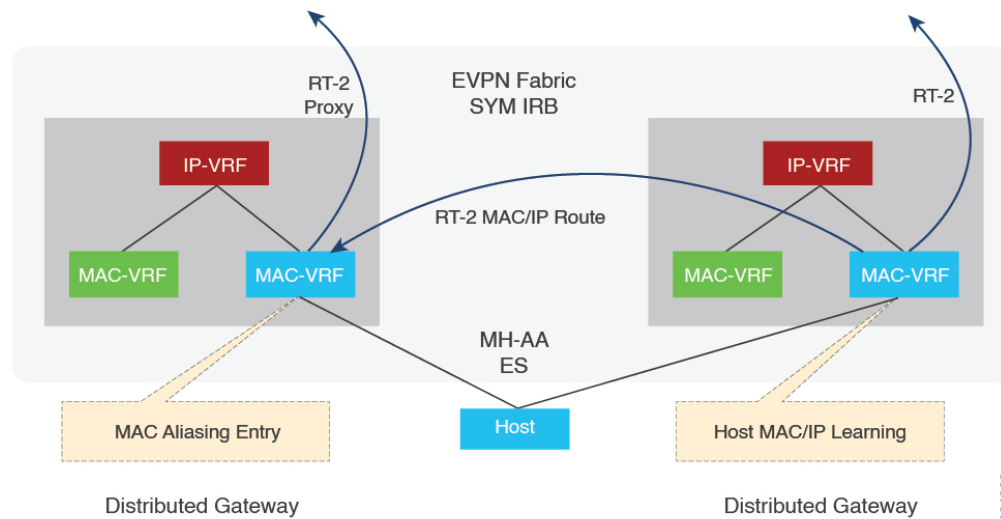 RT-2
Proxy
EVPN Fabric
SYM IRB
RT-2
IP-VRF
IP-VRF
RT-2 MAC/IP Route
MAC-VRF
MAC-VRF
MAC-VRF
MAC-VRF
MH-AA
ES
MAC Aliasing Entry
Host
Host MAC/IP Learning
Distributed Gateway
Distributed Gateway